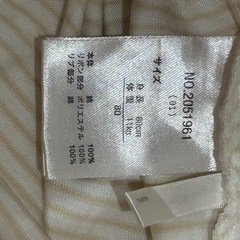 NO.2051961
(01)
サイズ
身長 80cm
体重 11kg
80
本体 綿 100%
リボン部分 ポリエステル 100%
リブ部分 綿 100%